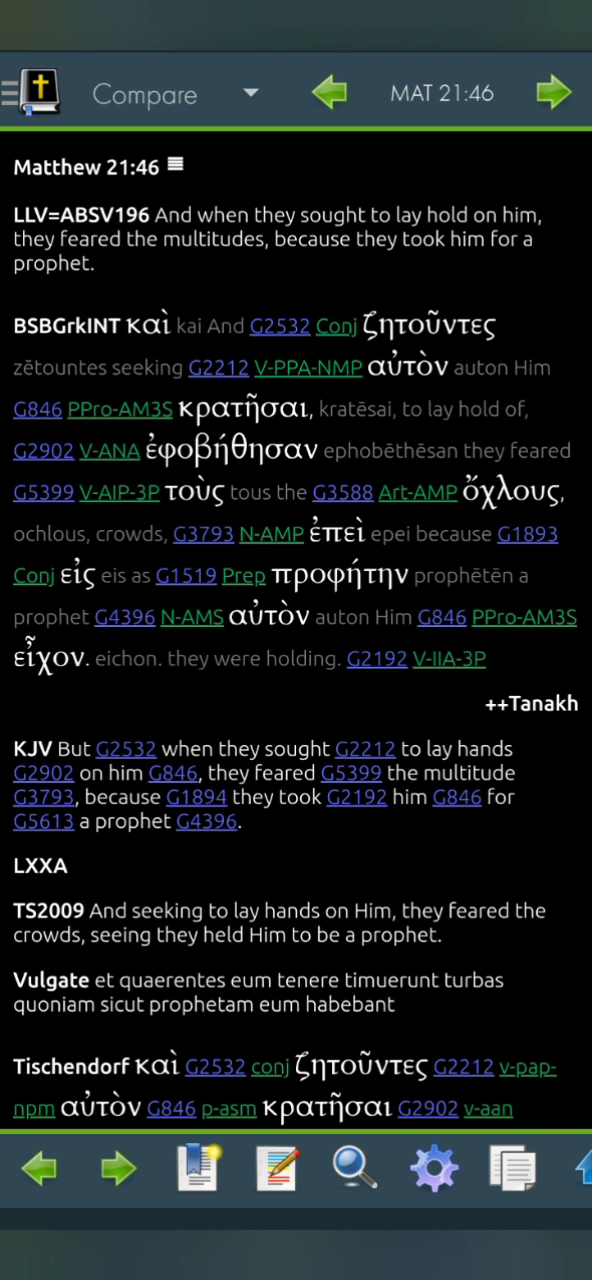 Compare
MAT 21:46
Matthew 21:46
LLV=ABSV196 And when they sought to lay hold on him,
they feared the multitudes, because they took him for a
prophet.
BSBGrkINT καὶ kai And G2532 Conj ζητοῦντες
zētountes seeking G2212 V-PPA-NMP αὐτὸν auton Him
G846 PPro-AM3S κρατῆσαι, kratēsai, to lay hold of,
G2902 V-ANA ἐφοβήθησαν ephobēthēsan they feared
G5399 V-AIP-3P τοὺς tous the G3588 Art-AMP ὄχλους,
ochlous, crowds, G3793 N-AMP ἐπεὶ epei because G1893
Conj εἰς eis as G1519 Prep προφήτην prophētēn a
prophet G4396 N-AMS αὐτὸν auton Him G846 PPro-AM3S
εἶχον. eichon. they were holding. G2192 V-IIA-3P
++Tanakh
KJV But G2532 when they sought G2212 to lay hands
G2902 on him G846, they feared G5399 the multitude
G3793, because G1894 they took G2192 him G846 for
G5613 a prophet G4396.
LXXA
TS2009 And seeking to lay hands on Him, they feared the
crowds, seeing they held Him to be a prophet.
Vulgate et quaerentes eum tenere timuerunt turbas
quoniam sicut prophetam eum habebant
Tischendorf καὶ G2532 conj ζητοῦντες G2212 v-pap-
npm αὐτὸν G846 p-asm κρατῆσαι G2902 v-aan